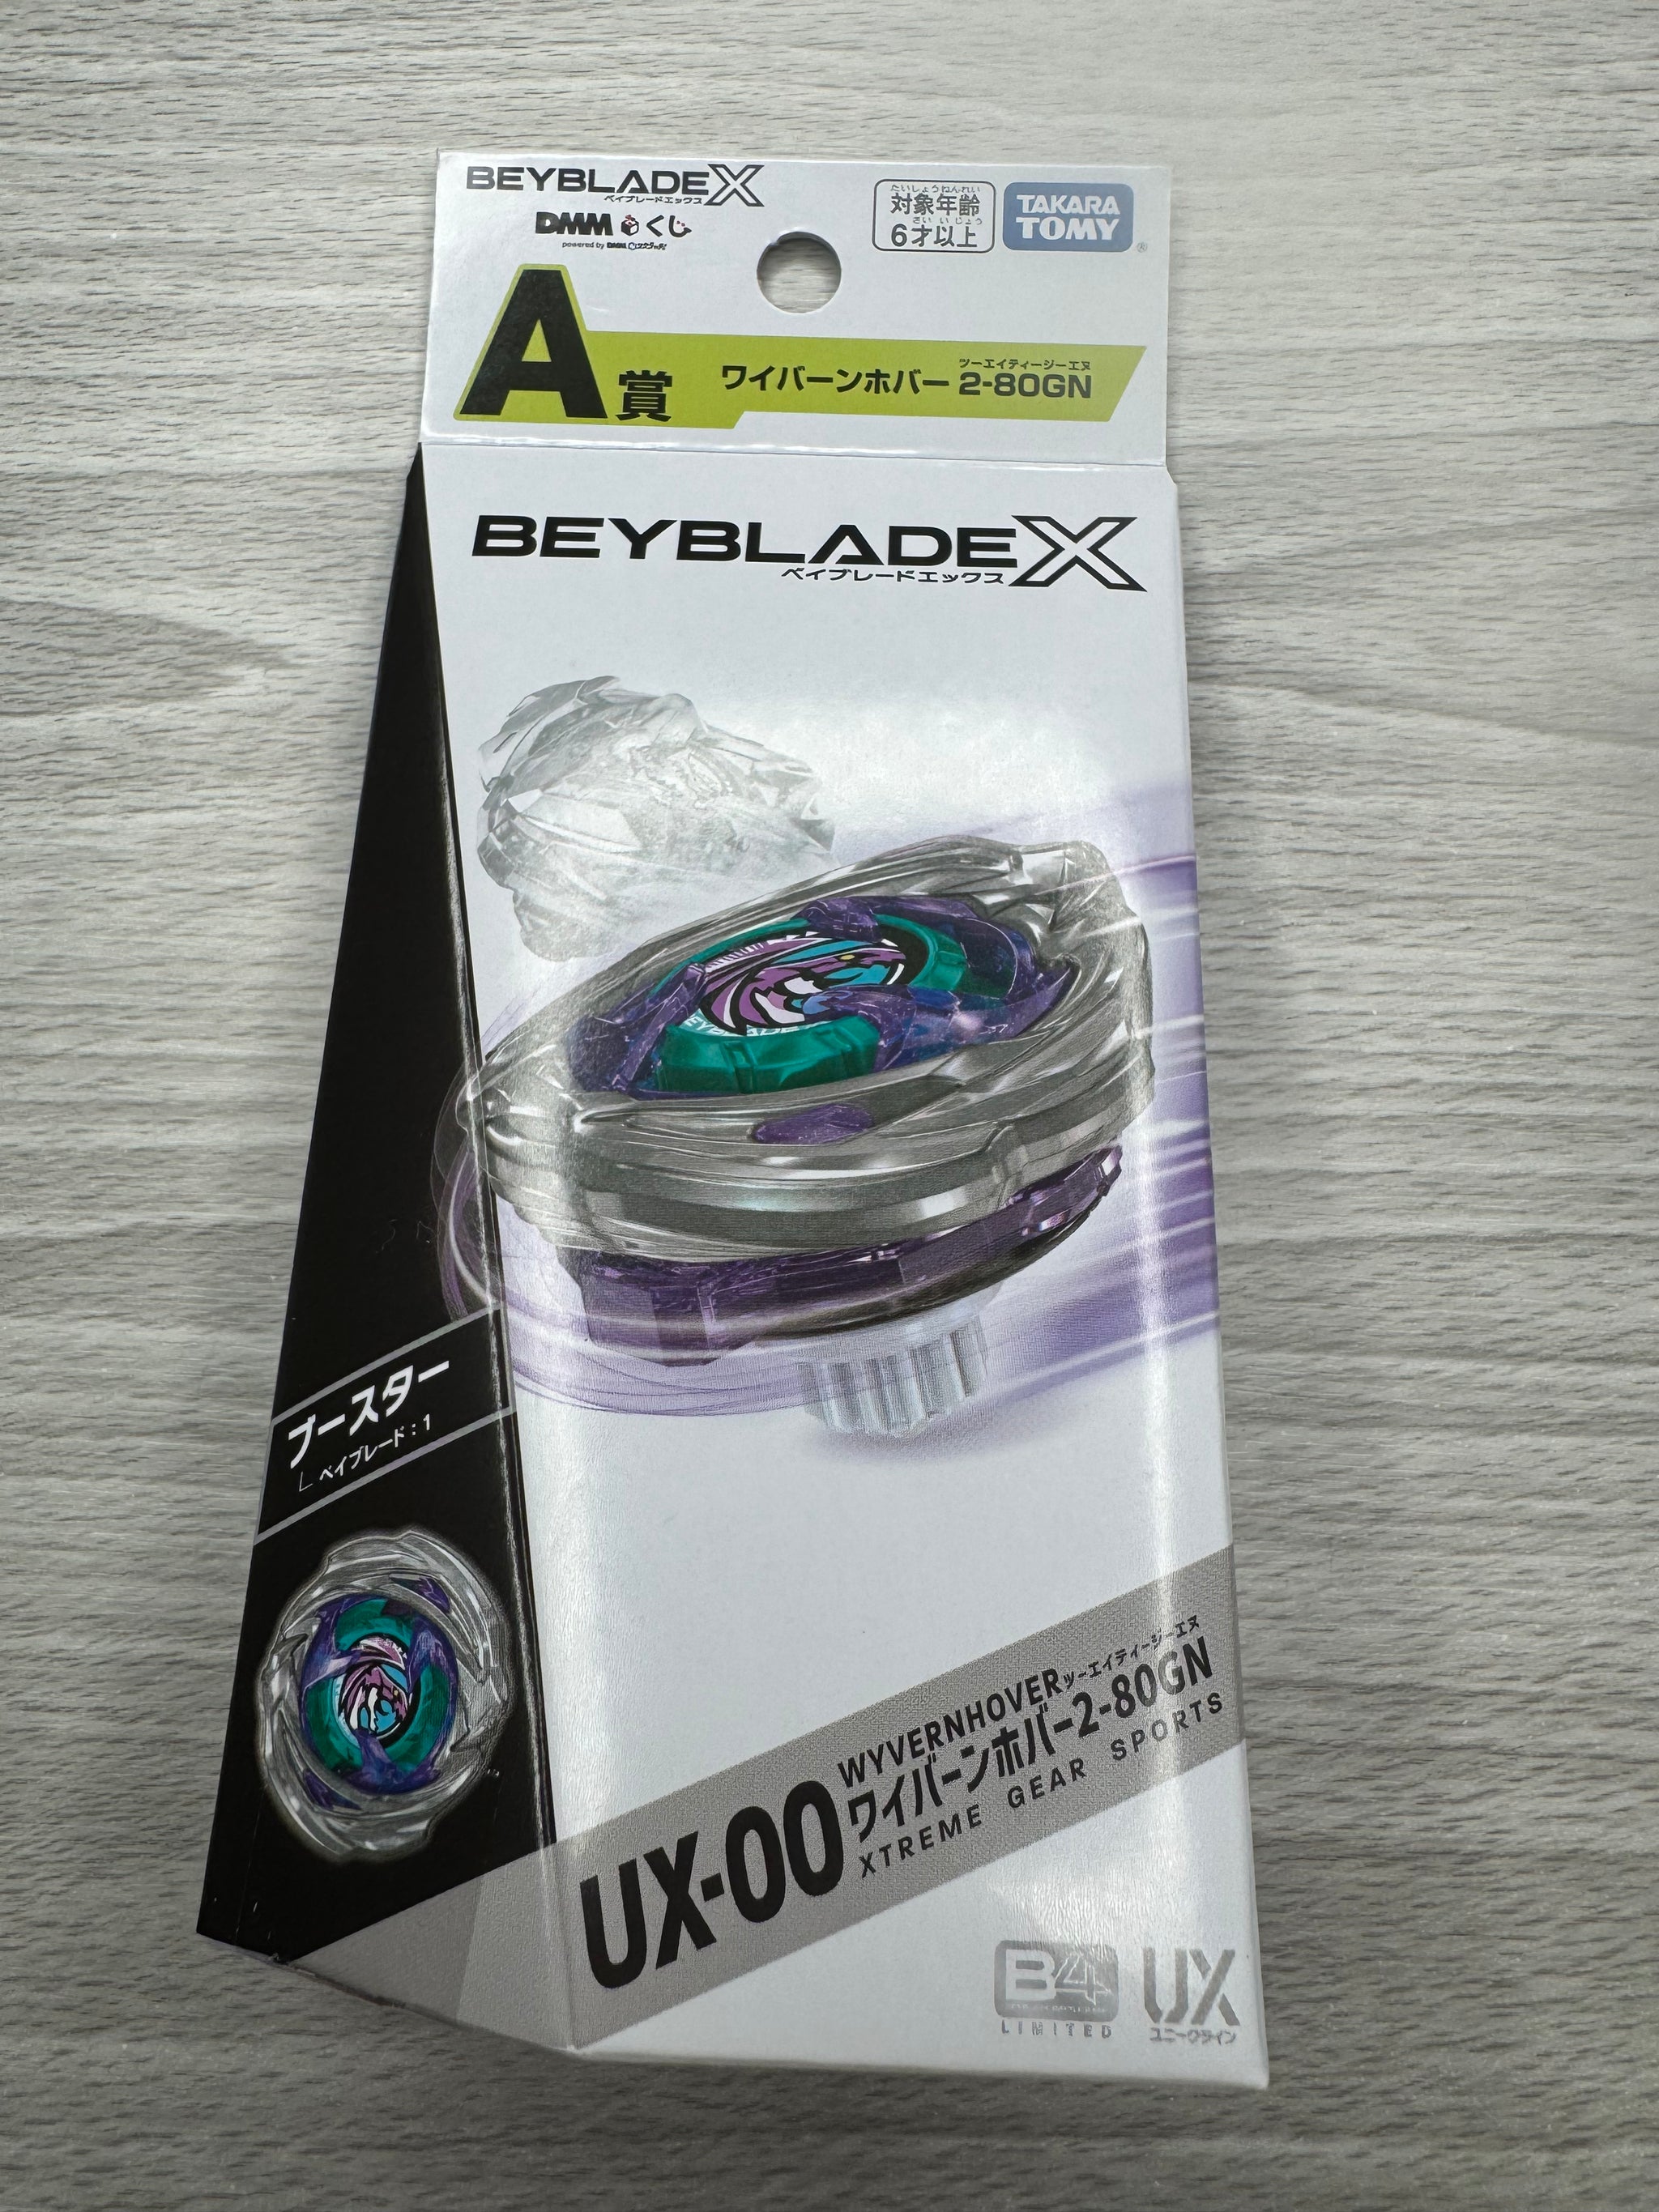 BEYBLADE X
ベイブレードエックス
DMMくじ
powered by DMM
たいしょうねんれい
対象年齢
さい いじょう
6才以上
TAKARA
TOMY
®
A賞
ツーエイティージーエヌ
ワイバーンホバー 2-80GN
BEYBLADE X
ベイブレードエックス
ブースター
ベイブレード:1
WYVERNHOVER ツーエイティージーエヌ
UX-00 ワイバーンホバー2-80GN
XTREME GEAR SPORTS
B4
LIMITED
UX
ユニークライン